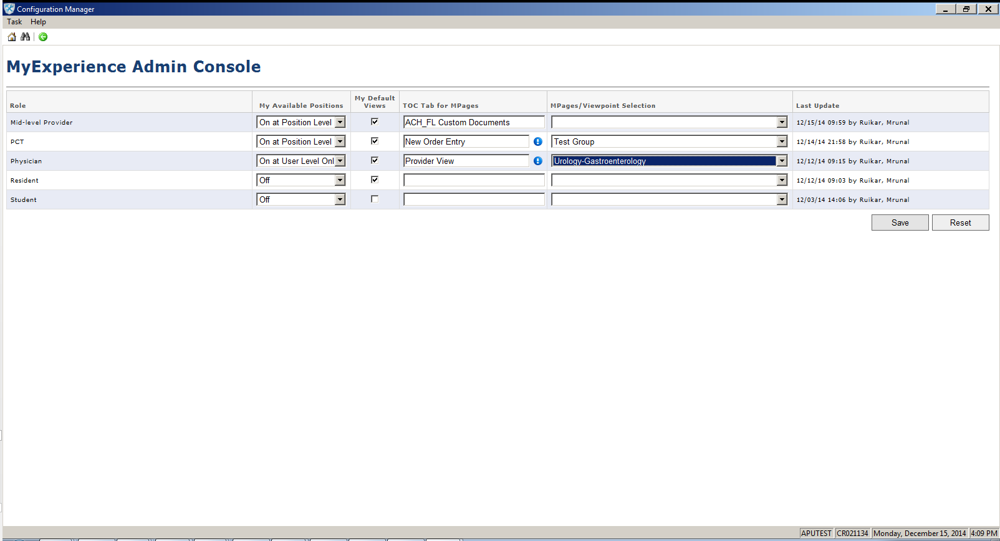 Configuration Manager
Task Help
MyExperience Admin Console
Role My Available Positions My Default Views TOC Tab for MPages MPages/Viewpoint Selection Last Update
Mid-level Provider On at Position Level ACH_FL Custom Documents 12/15/14 09:59 by Ruikar, Mrunal
PCT On at Position Level New Order Entry Test Group 12/14/14 21:58 by Ruikar, Mrunal
Physician On at User Level Onl Provider View Urology-Gastroenterology 12/12/14 09:15 by Ruikar, Mrunal
Resident Off 12/12/14 09:03 by Ruikar, Mrunal
Student Off 12/03/14 14:06 by Ruikar, Mrunal
Save Reset
APUTEST CR021134 Monday, December 15, 2014 4:09 PM